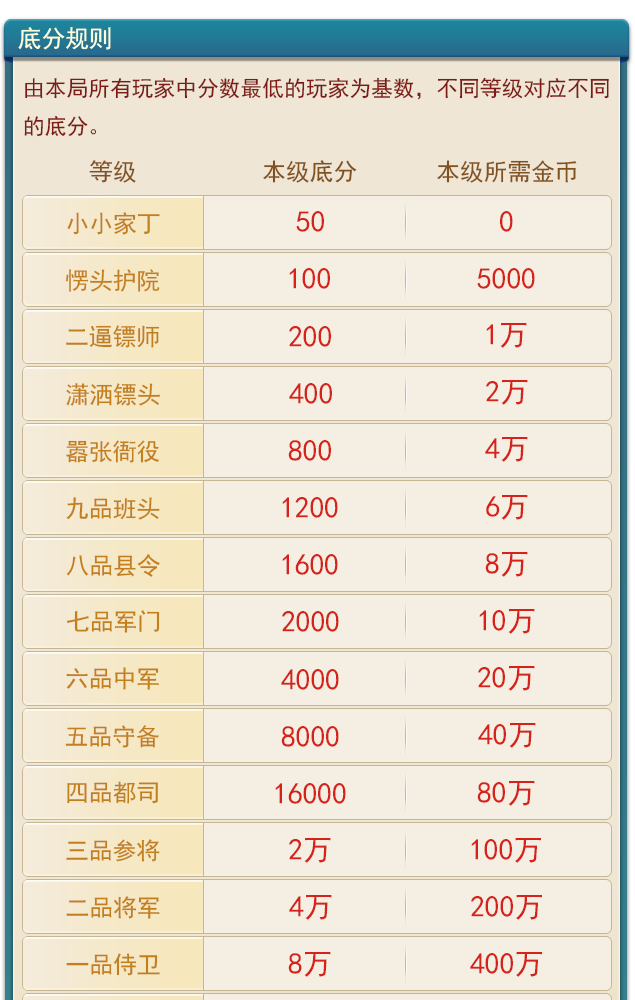 底分规则
由本局所有玩家中分数最低的玩家为基数，不同等级对应不同
的底分。
等级 本级底分 本级所需金币
小小家丁 50 0
愣头护院 100 5000
二逼镖师 200 1万
潇洒镖头 400 2万
嚣张衙役 800 4万
九品班头 1200 6万
八品县令 1600 8万
七品军门 2000 10万
六品中军 4000 20万
五品守备 8000 40万
四品都司 16000 80万
三品参将 2万 100万
二品将军 4万 200万
一品侍卫 8万 400万